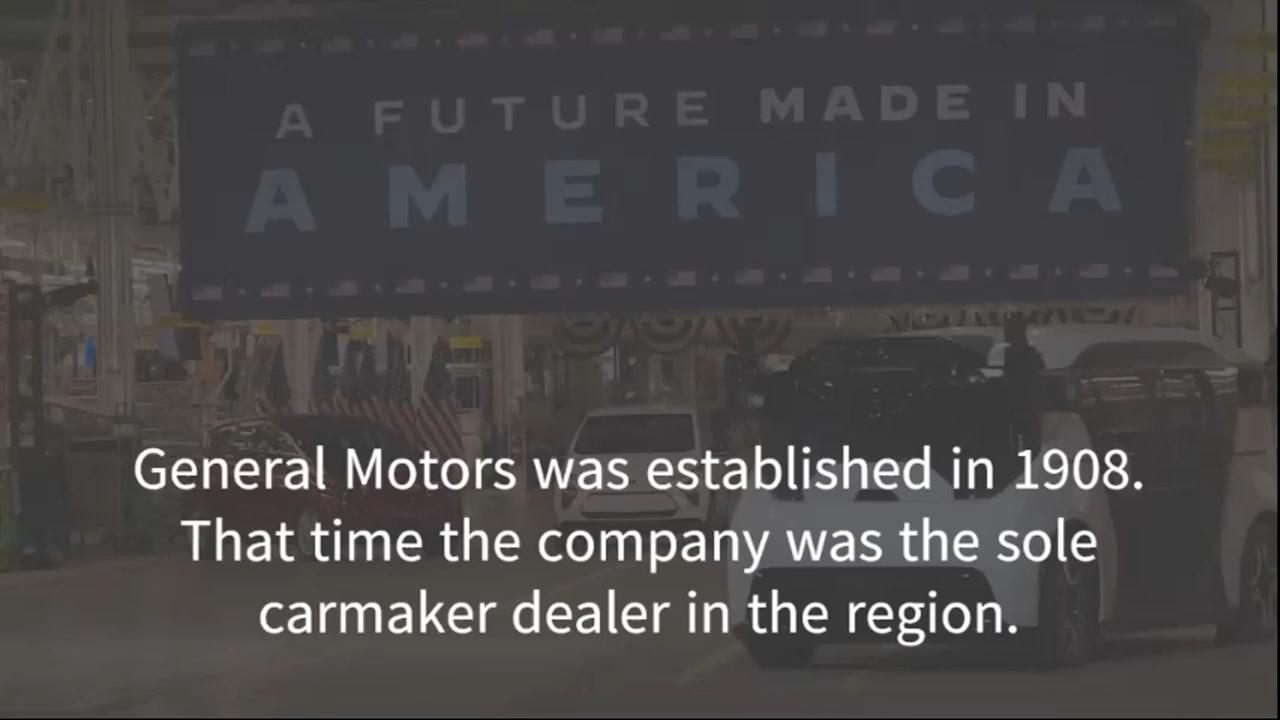 A FUTURE MADE IN
AMERICA
General Motors was established in 1908.
That time the company was the sole
carmaker dealer in the region.